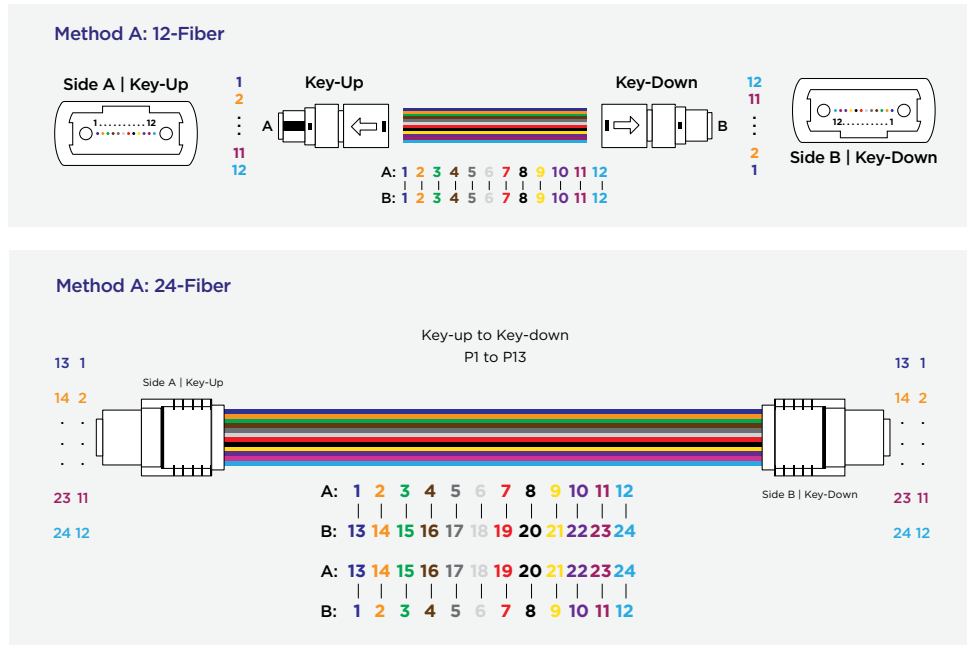 Method A: 12-Fiber
Side A | Key-Up
1..........12
1
2
11
12
Key-Up
A
Key-Down
B
12
11
2
1
12..........1
Side B | Key-Down
A: 1 2 3 4 5 6 7 8 9 10 11 12
B: 1 2 3 4 5 6 7 8 9 10 11 12
Method A: 24-Fiber
Key-up to Key-down
P1 to P13
13 1
14 2
23 11
24 12
Side A | Key-Up
Side B | Key-Down
13 1
14 2
23 11
24 12
A: 1 2 3 4 5 6 7 8 9 10 11 12
B: 13 14 15 16 17 18 19 20 21 22 23 24
A: 13 14 15 16 17 18 19 20 21 22 23 24
B: 1 2 3 4 5 6 7 8 9 10 11 12